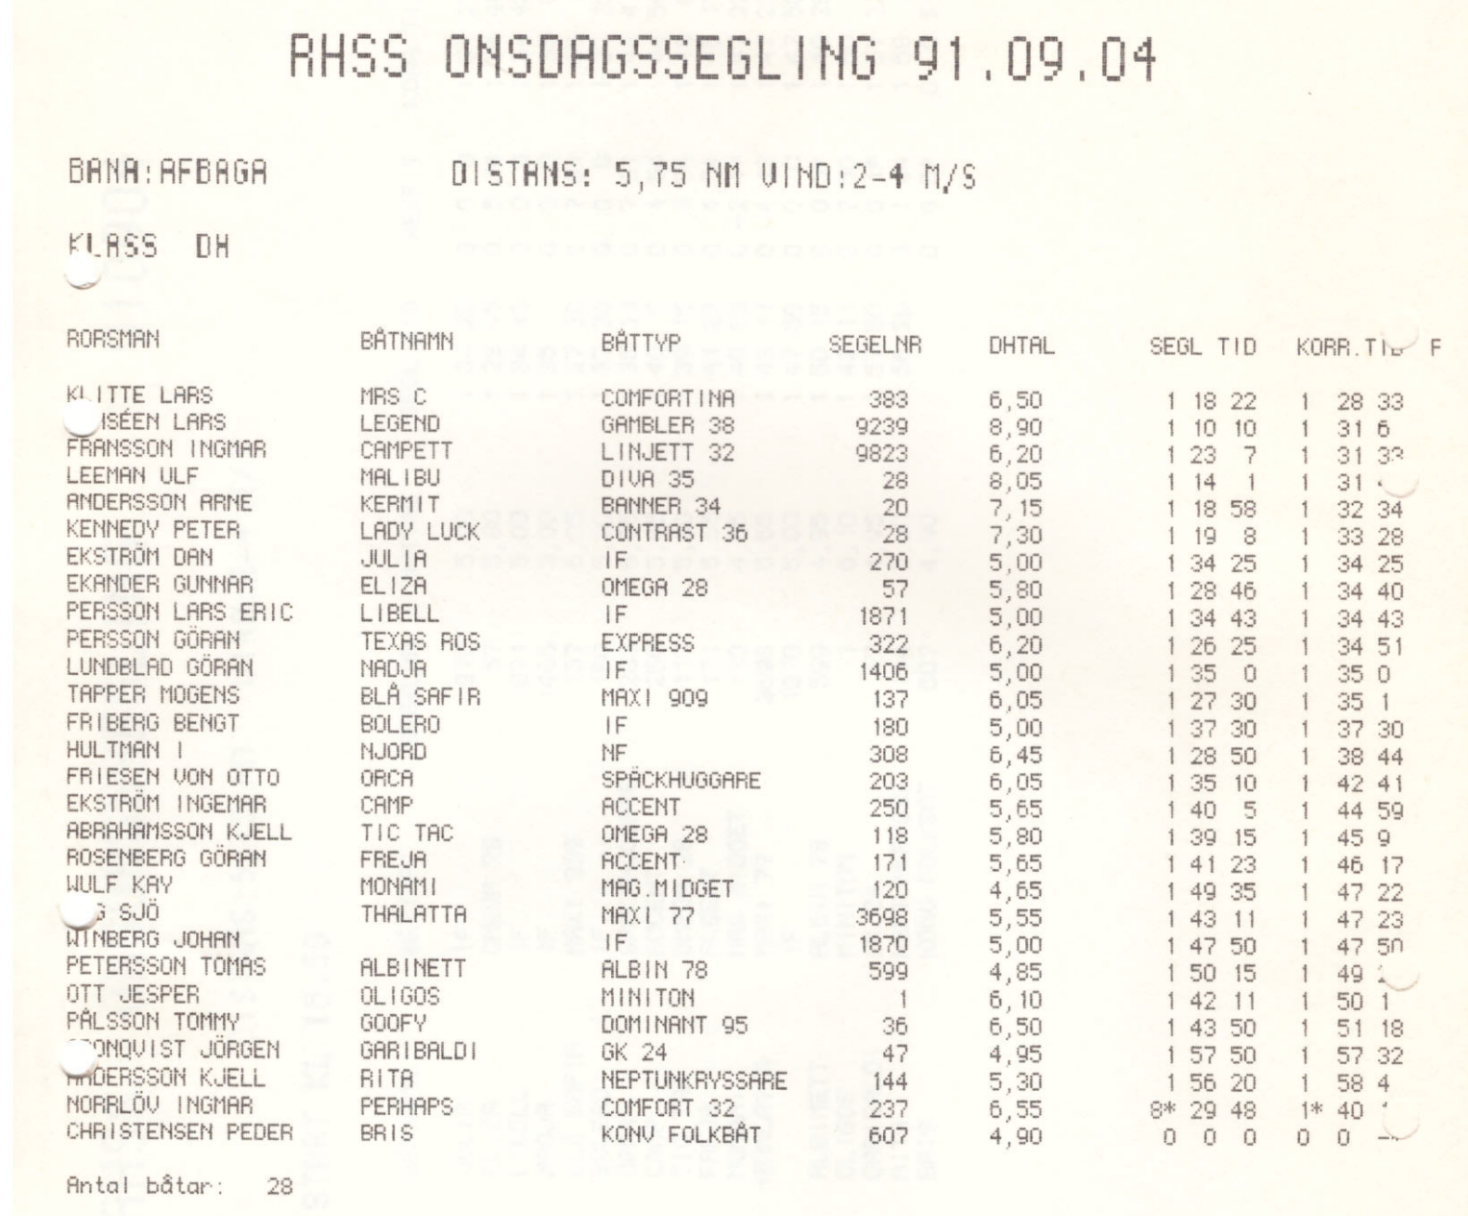 RHSS ONSDAGSSEGLING 91.09.04
BANA:AFBAGA DISTANS: 5,75 NM VIND:2-4 M/S
KLASS DH
RORSMAN BÅTNAMN BÅTTYP SEGELNR DHTAL SEGL TID KORR.TID F
KLITTE LARS MRS C COMFORTINA 383 6,50 1 18 22 1 28 33
LARS LEGEND GAMBLER 38 9239 8,90 1 10 10 1 31 6
FRANSSON INGMAR CAMPETT LINJETT 32 9823 6,20 1 23 7 1 31
LEEMAN ULF MALIBU DIVA 35 28 8,05 1 14 1 1 31
ANDERSSON ARNE KERMIT BANNER 34 20 7,15 1 18 58 1 32 34
KENNEDY PETER LADY LUCK CONTRAST 36 28 7,30 1 19 8 1 33 28
EKSTRÖM DAN JULIA IF 270 5,00 1 34 25 1 34 25
EKANDER GUNNAR ELIZA OMEGA 28 57 5,80 1 28 46 1 34 40
PERSSON LARS ERIC LIBELL IF 1871 5,00 1 34 43 1 34 43
PERSSON GÖRAN TEXAS ROS EXPRESS 322 6,20 1 26 25 1 34 51
LUNDBLAD GÖRAN NADJA IF 1406 5,00 1 35 0 1 35 0
TAPPER MOGENS BLÅ SAFIR MAXI 909 137 6,05 1 27 30 1 35 1
FRIBERG BENGT BOLERO IF 180 5,00 1 37 30 1 37 30
HULTMAN I NJORD NF 308 6,45 1 28 50 1 38 44
FRIESEN VON OTTO ORCA SPÄCKHUGGARE 203 6,05 1 35 10 1 42 41
EKSTRÖM INGEMAR CAMP ACCENT 250 5,65 1 40 5 1 44 59
ABRAHAMSSON KJELL TIC TAC OMEGA 28 118 5,80 1 39 15 1 45 9
ROSENBERG GÖRAN FREJA ACCENT 171 5,65 1 41 23 1 46 17
WULF KAY MONAMI MAG.MIDGET 120 4,65 1 49 35 1 47 22
SJÖ THALATTA MAXI 77 3698 5,55 1 43 11 1 47 23
WINBERG JOHAN IF 1870 5,00 1 47 50 1 47 50
PETERSSON TOMAS ALBINETT ALBIN 78 599 4,85 1 50 15 1 49
OTT JESPER OLIGOS MINITON 1 6,10 1 42 11 1 50 1
PÅLSSON TOMMY GOOFY DOMINANT 95 36 6,50 1 43 50 1 51 18
JÖRGEN GARIBALDI GK 24 47 4,95 1 57 50 1 57 32
ANDERSSON KJELL RITA NEPTUNKRYSSARE 144 5,30 1 56 20 1 58 4
NORRLÖV INGMAR PERHAPS COMFORT 32 237 6,55 8* 29 48 1* 40
CHRISTENSEN PEDER BRIS KONV FOLKBÅT 607 4,90 0 0 0 0 0
Antal båtar: 28